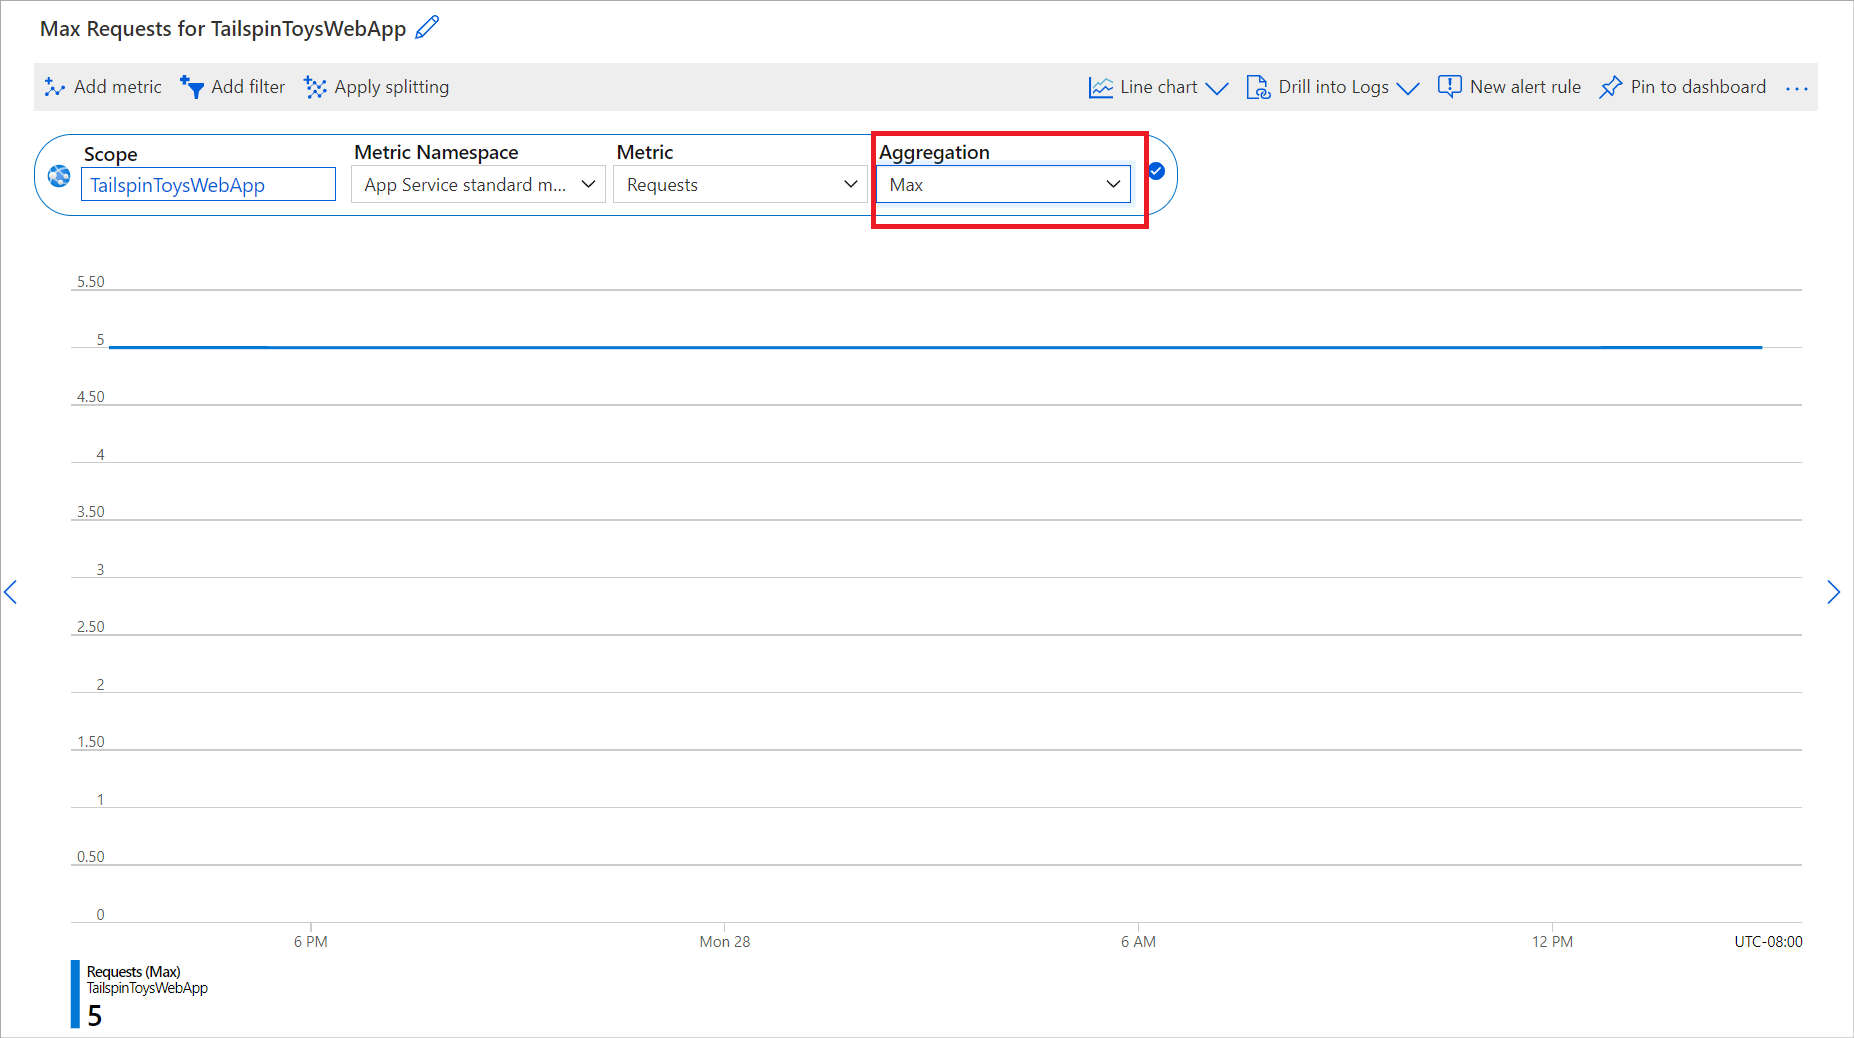 Max Requests for TailspinToysWebApp
Add metric Add filter Apply splitting Line chart Drill into Logs New alert rule Pin to dashboard ...
Scope Metric Namespace Metric Aggregation
TailspinToysWebApp App Service standard m... Requests Max
5.50
5
4.50
4
3.50
3
2.50
2
1.50
1
0.50
0
6 PM Mon 28 6 AM 12 PM UTC-08:00
Requests (Max)
TailspinToysWebApp
5